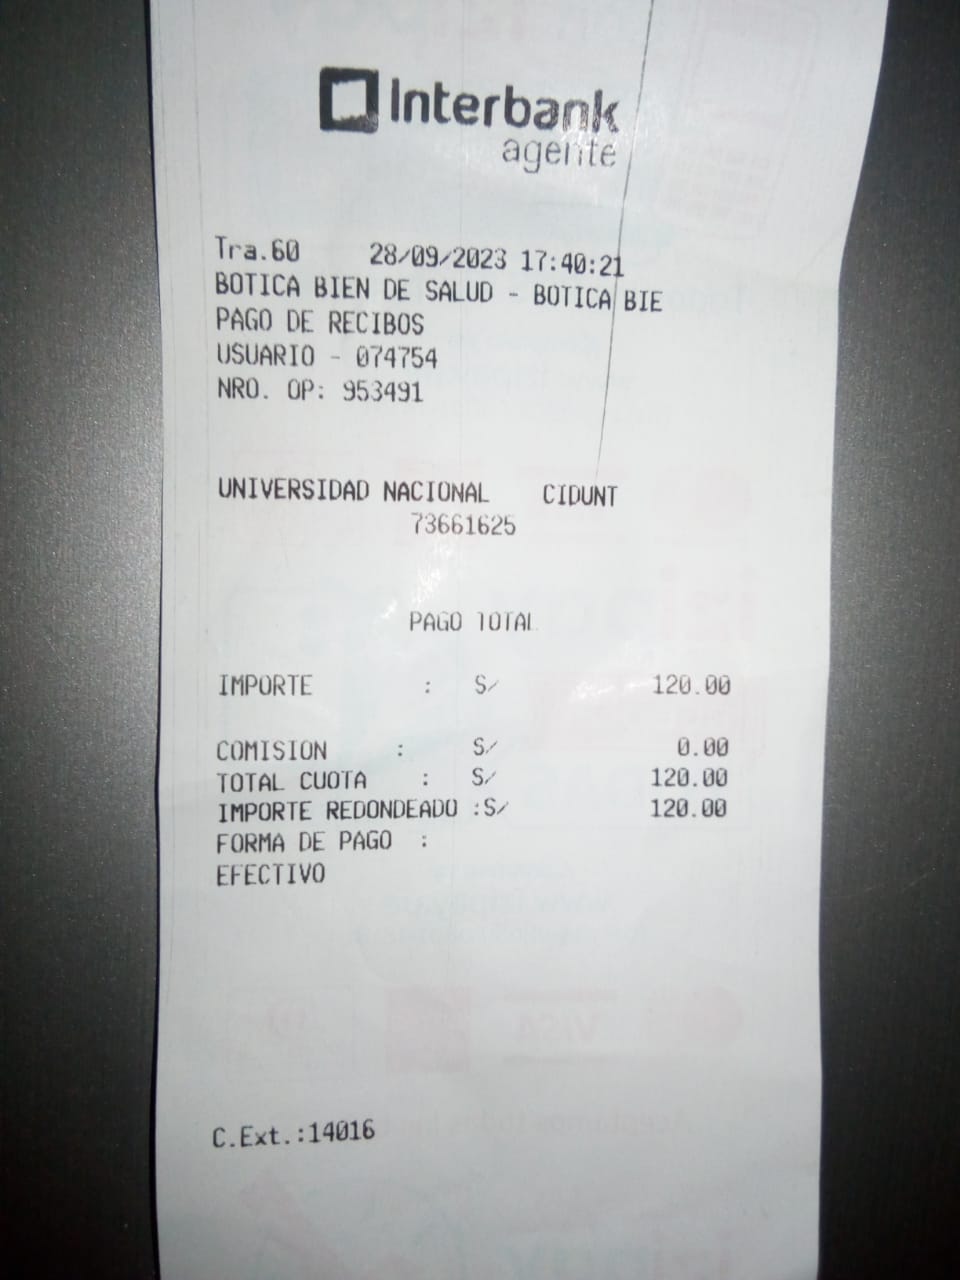 Interbank
agente
Tra.60 28/09/2023 17:40:21
BOTICA BIEN DE SALUD - BOTICA BIE
PAGO DE RECIBOS
USUARIO - 074754
NRO. OP: 953491
UNIVERSIDAD NACIONAL CIDUNT
73661625
PAGO TOTAL
IMPORTE : S/ 120.00
COMISION : S/ 0.00
TOTAL CUOTA : S/ 120.00
IMPORTE REDONDEADO :S/ 120.00
FORMA DE PAGO :
EFECTIVO
C.Ext.:14016